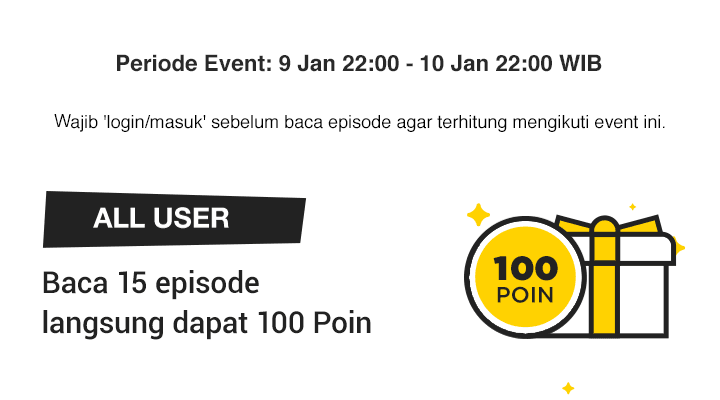 Periode Event: 9 Jan 22:00 - 10 Jan 22:00 WIB
Wajib 'login/masuk' sebelum baca episode agar terhitung mengikuti event ini.
ALL USER
Baca 15 episode
langsung dapat 100 Poin
100
POIN